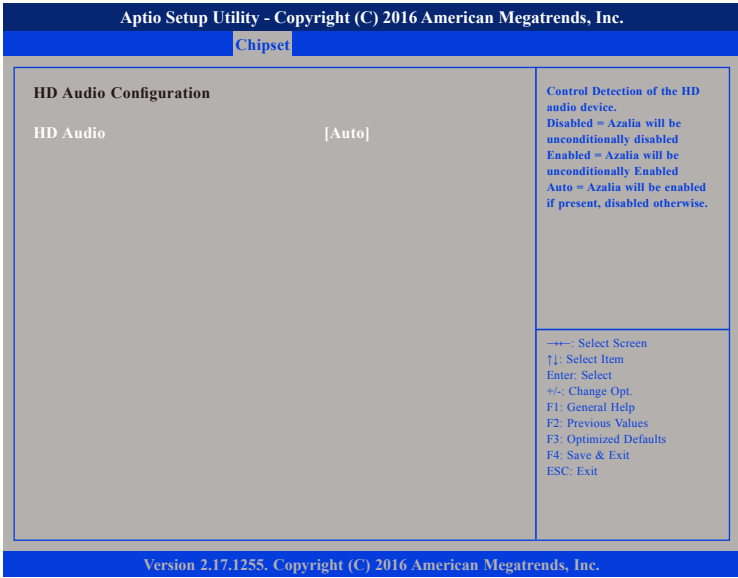 Aptio Setup Utility - Copyright (C) 2016 American Megatrends, Inc.
Chipset
HD Audio Configuration
HD Audio [Auto]
Control Detection of the HD
audio device.
Disabled = Azalia will be
unconditionally disabled
Enabled = Azalia will be
unconditionally Enabled
Auto = Azalia will be enabled
if present, disabled otherwise.
→←: Select Screen
↑↓: Select Item
Enter: Select
+/-: Change Opt.
F1: General Help
F2: Previous Values
F3: Optimized Defaults
F4: Save & Exit
ESC: Exit
Version 2.17.1255. Copyright (C) 2016 American Megatrends, Inc.